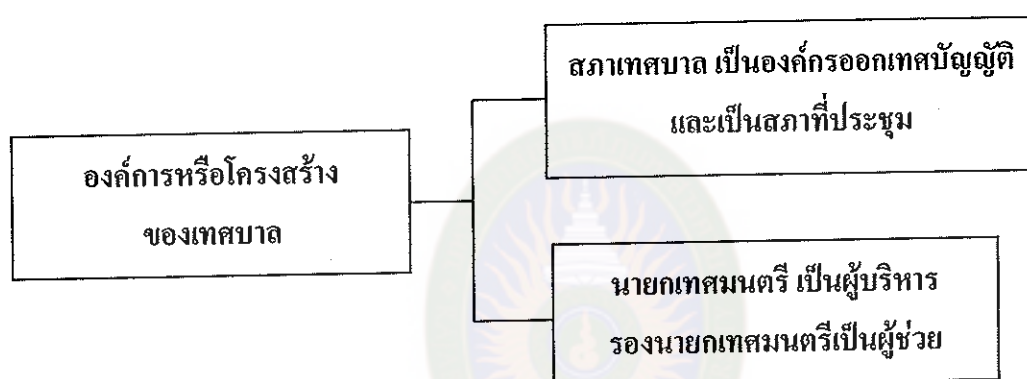 องค์การหรือโครงสร้าง
ของเทศบาล
สภาเทศบาล เป็นองค์กรออกเทศบัญญัติ
และเป็นสภาที่ประชุม
นายกเทศมนตรี เป็นผู้บริหาร
รองนายกเทศมนตรีเป็นผู้ช่วย